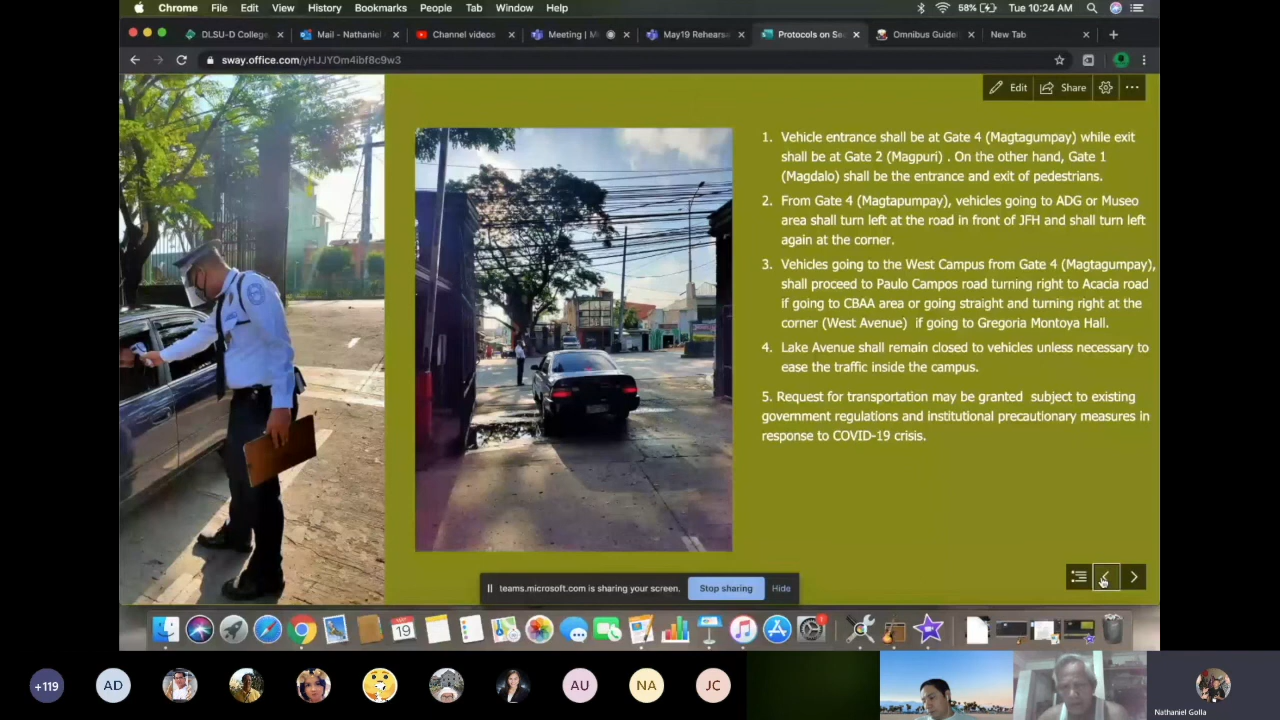 Chrome File Edit View History Bookmarks People Tab Window Help 58% Tue 10:24 AM
DLSU-D College Mail - Nathaniel Channel videos Meeting | M May19 Rehears Protocols on Se Omnibus Guide New Tab
sway.office.com/yHJJYOm4ibf8c9w3
Edit Share
1. Vehicle entrance shall be at Gate 4 (Magtagumpay) while exit
shall be at Gate 2 (Magpuri) . On the other hand, Gate 1
(Magdalo) shall be the entrance and exit of pedestrians.
2. From Gate 4 (Magtapumpay), vehicles going to ADG or Museo
area shall turn left at the road in front of JFH and shall turn left
again at the corner.
3. Vehicles going to the West Campus from Gate 4 (Magtagumpay),
shall proceed to Paulo Campos road turning right to Acacia road
if going to CBAA area or going straight and turning right at the
corner (West Avenue) if going to Gregoria Montoya Hall.
4. Lake Avenue shall remain closed to vehicles unless necessary to
ease the traffic inside the campus.
5. Request for transportation may be granted subject to existing
government regulations and institutional precautionary measures in
response to COVID-19 crisis.
teams.microsoft.com is sharing your screen. Stop sharing Hide
19
+119 AD AU NA JC
Nathaniel Golla